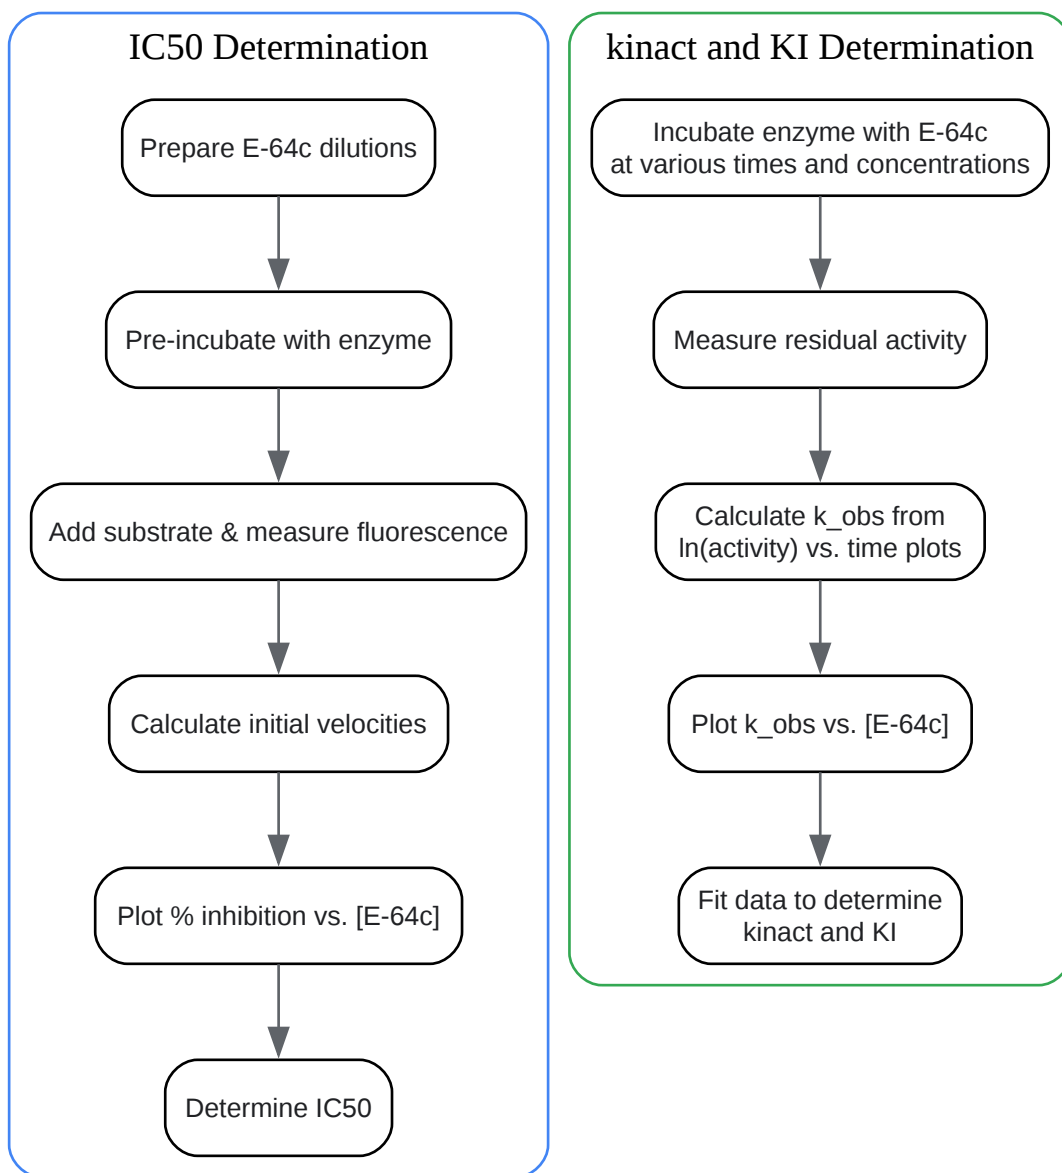 IC50 Determination
Prepare E-64c dilutions
Pre-incubate with enzyme
Add substrate & measure fluorescence
Calculate initial velocities
Plot % inhibition vs. [E-64c]
Determine IC50
kinact and KI Determination
Incubate enzyme with E-64c
at various times and concentrations
Measure residual activity
Calculate k_obs from
ln(activity) vs. time plots
Plot k_obs vs. [E-64c]
Fit data to determine
kinact and KI